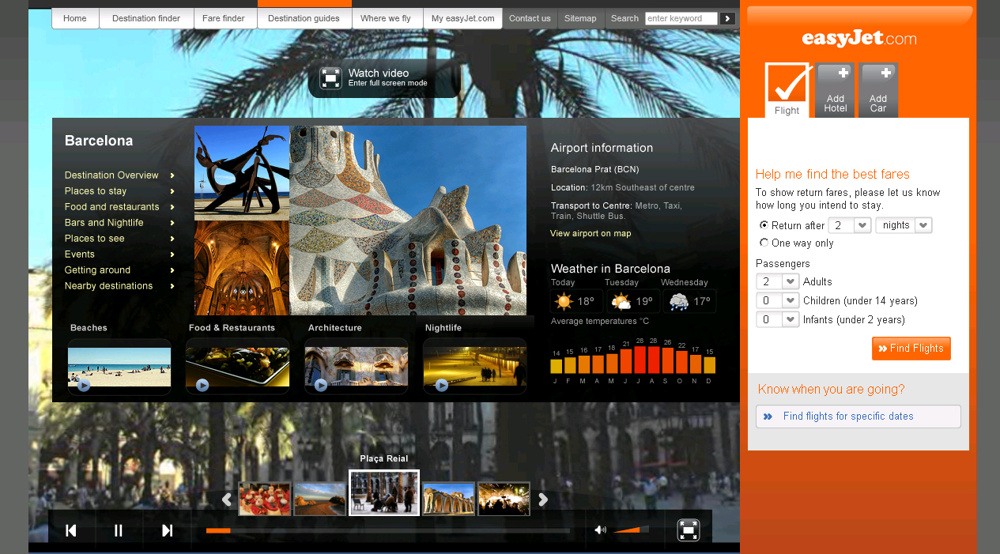 Home
Destination finder
Fare finder
Destination guides
Where we fly
My easyJet.com
Contact us
Sitemap
Search
enter keyword
easyJet.com
Watch video
Enter full screen mode
Flight
Add
Hotel
Add
Car
Barcelona
Destination Overview
Places to stay
Food and restaurants
Bars and Nightlife
Places to see
Events
Getting around
Nearby destinations
Airport information
Barcelona Prat (BCN)
Location: 12km Southeast of centre
Transport to Centre: Metro, Taxi,
Train, Shuttle Bus.
View airport on map
Weather in Barcelona
Today
Tuesday
Wednesday
18º
19º
17º
Average temperatures °C
14 15 16 17 18 21 28 28 26 22 17 15
J F M A M J J A S O N D
Beaches
Food & Restaurants
Architecture
Nightlife
Plaça Reial
Help me find the best fares
To show return fares, please let us know
how long you intend to stay.
Return after 2 nights
One way only
Passengers
2 Adults
0 Children (under 14 years)
0 Infants (under 2 years)
Find Flights
Know when you are going?
Find flights for specific dates